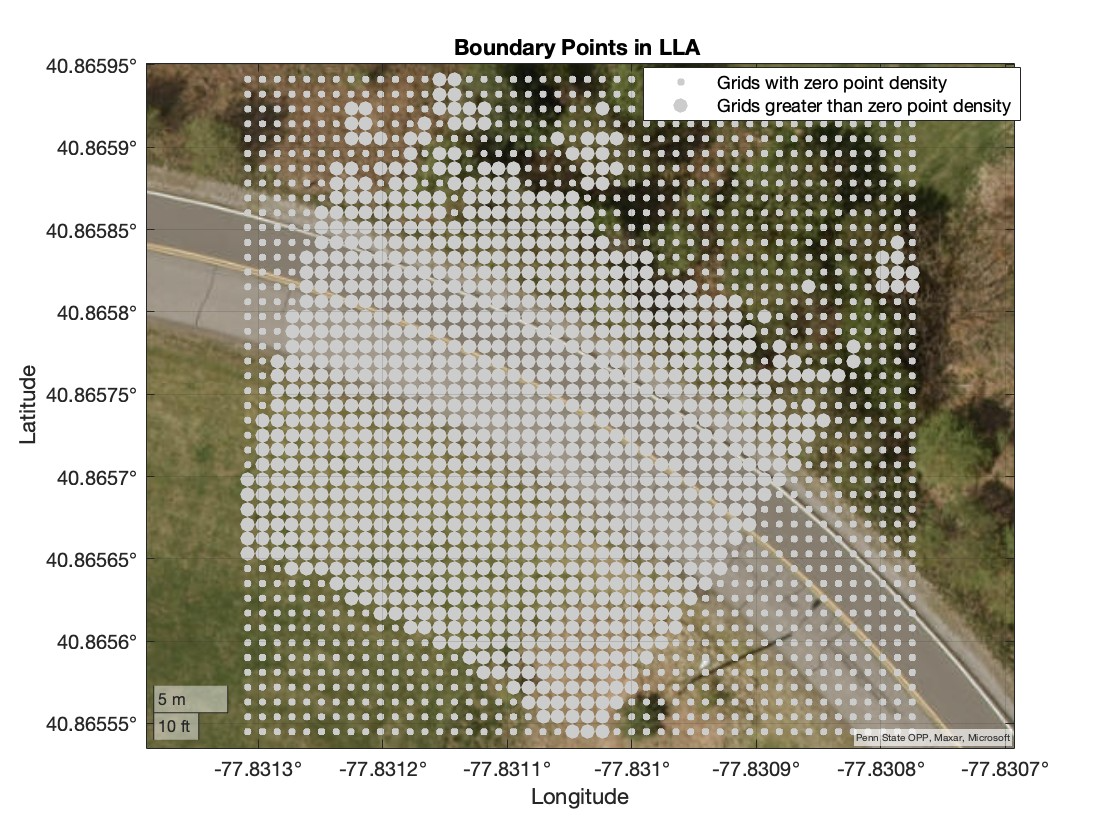 Boundary Points in LLA
Grids with zero point density
Grids greater than zero point density
40.86595°
40.8659°
40.86585°
40.8658°
40.86575°
40.8657°
40.86565°
40.8656°
40.86555°
Latitude
5 m
10 ft
Penn State OPP, Maxar, Microsoft
-77.8313° -77.8312° -77.8311° -77.831° -77.8309° -77.8308° -77.8307°
Longitude